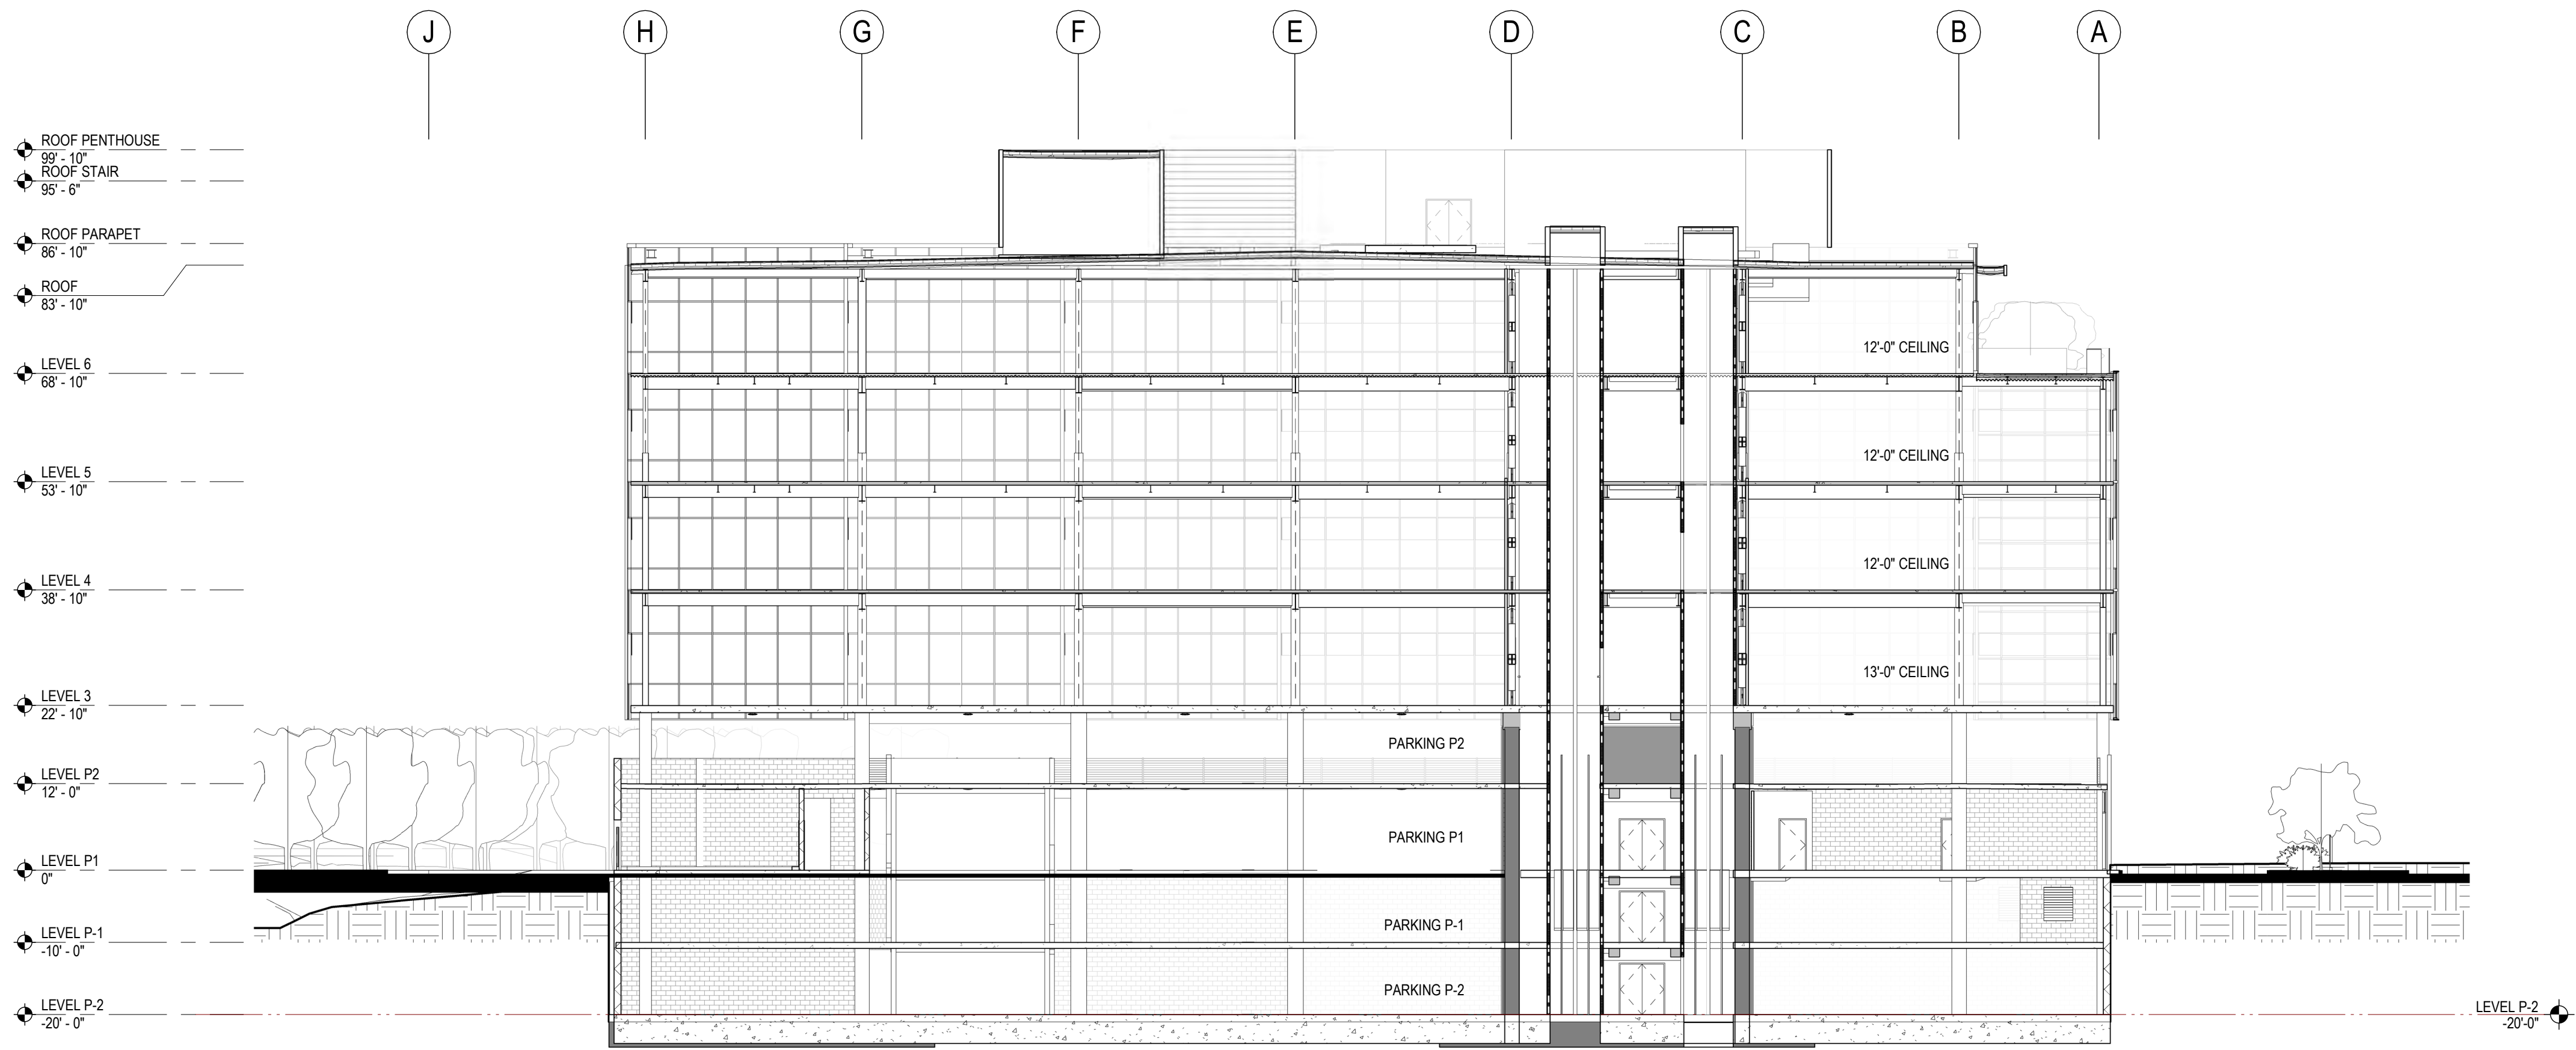 J H G F E D C B A
ROOF PENTHOUSE
99' - 10"
ROOF STAIR
95' - 6"
ROOF PARAPET
86' - 10"
ROOF
83' - 10"
12'-0" CEILING
LEVEL 6
68' - 10"
12'-0" CEILING
LEVEL 5
53' - 10"
12'-0" CEILING
LEVEL 4
38' - 10"
13'-0" CEILING
LEVEL 3
22' - 10"
PARKING P2
LEVEL P2
12' - 0"
PARKING P1
LEVEL P1
0"
PARKING P-1
LEVEL P-1
-10' - 0"
PARKING P-2
LEVEL P-2
-20' - 0"
LEVEL P-2
-20'-0"